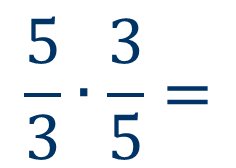 5/3 · 3/5 =